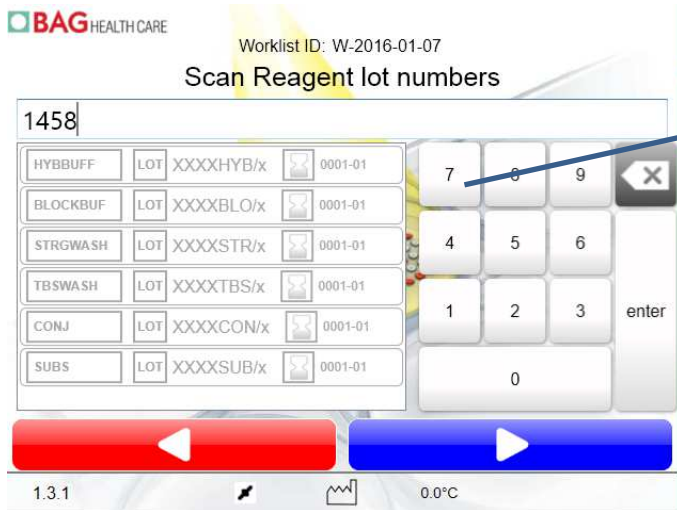 BAG HEALTH CARE
Worklist ID: W-2016-01-07
Scan Reagent lot numbers
1458
HYBBUFF LOT XXXXHYB/x 0001-01
BLOCKBUF LOT XXXXBLO/x 0001-01
STRGWASH LOT XXXXSTR/x 0001-01
TBSWASH LOT XXXXTBS/x 0001-01
CONJ LOT XXXXCON/x 0001-01
SUBS LOT XXXXSUB/x 0001-01
7 8 9
4 5 6
1 2 3 enter
0
1.3.1 0.0°C